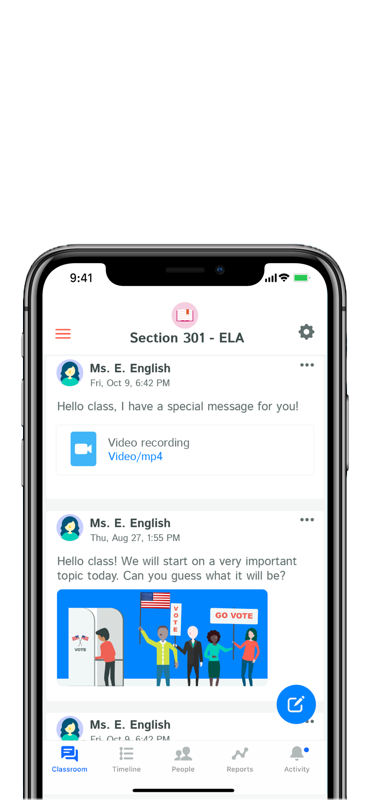 9:41
Section 301 - ELA
Ms. E. English
Fri, Oct 9, 6:42 PM
Hello class, I have a special message for you!
Video recording
Video/mp4
Ms. E. English
Thu, Aug 27, 1:55 PM
Hello class! We will start on a very important
topic today. Can you guess what it will be?
VOTE
GO VOTE
VOTE
Ms. E. English
Fri, Oct 9, 6:42 PM
Classroom
Timeline
People
Reports
Activity